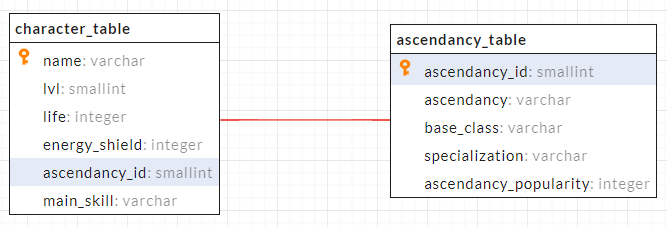 character_table
name: varchar
lvl: smallint
life: integer
energy_shield: integer
ascendancy_id: smallint
main_skill: varchar
ascendancy_table
ascendancy_id: smallint
ascendancy: varchar
base_class: varchar
specialization: varchar
ascendancy_popularity: integer